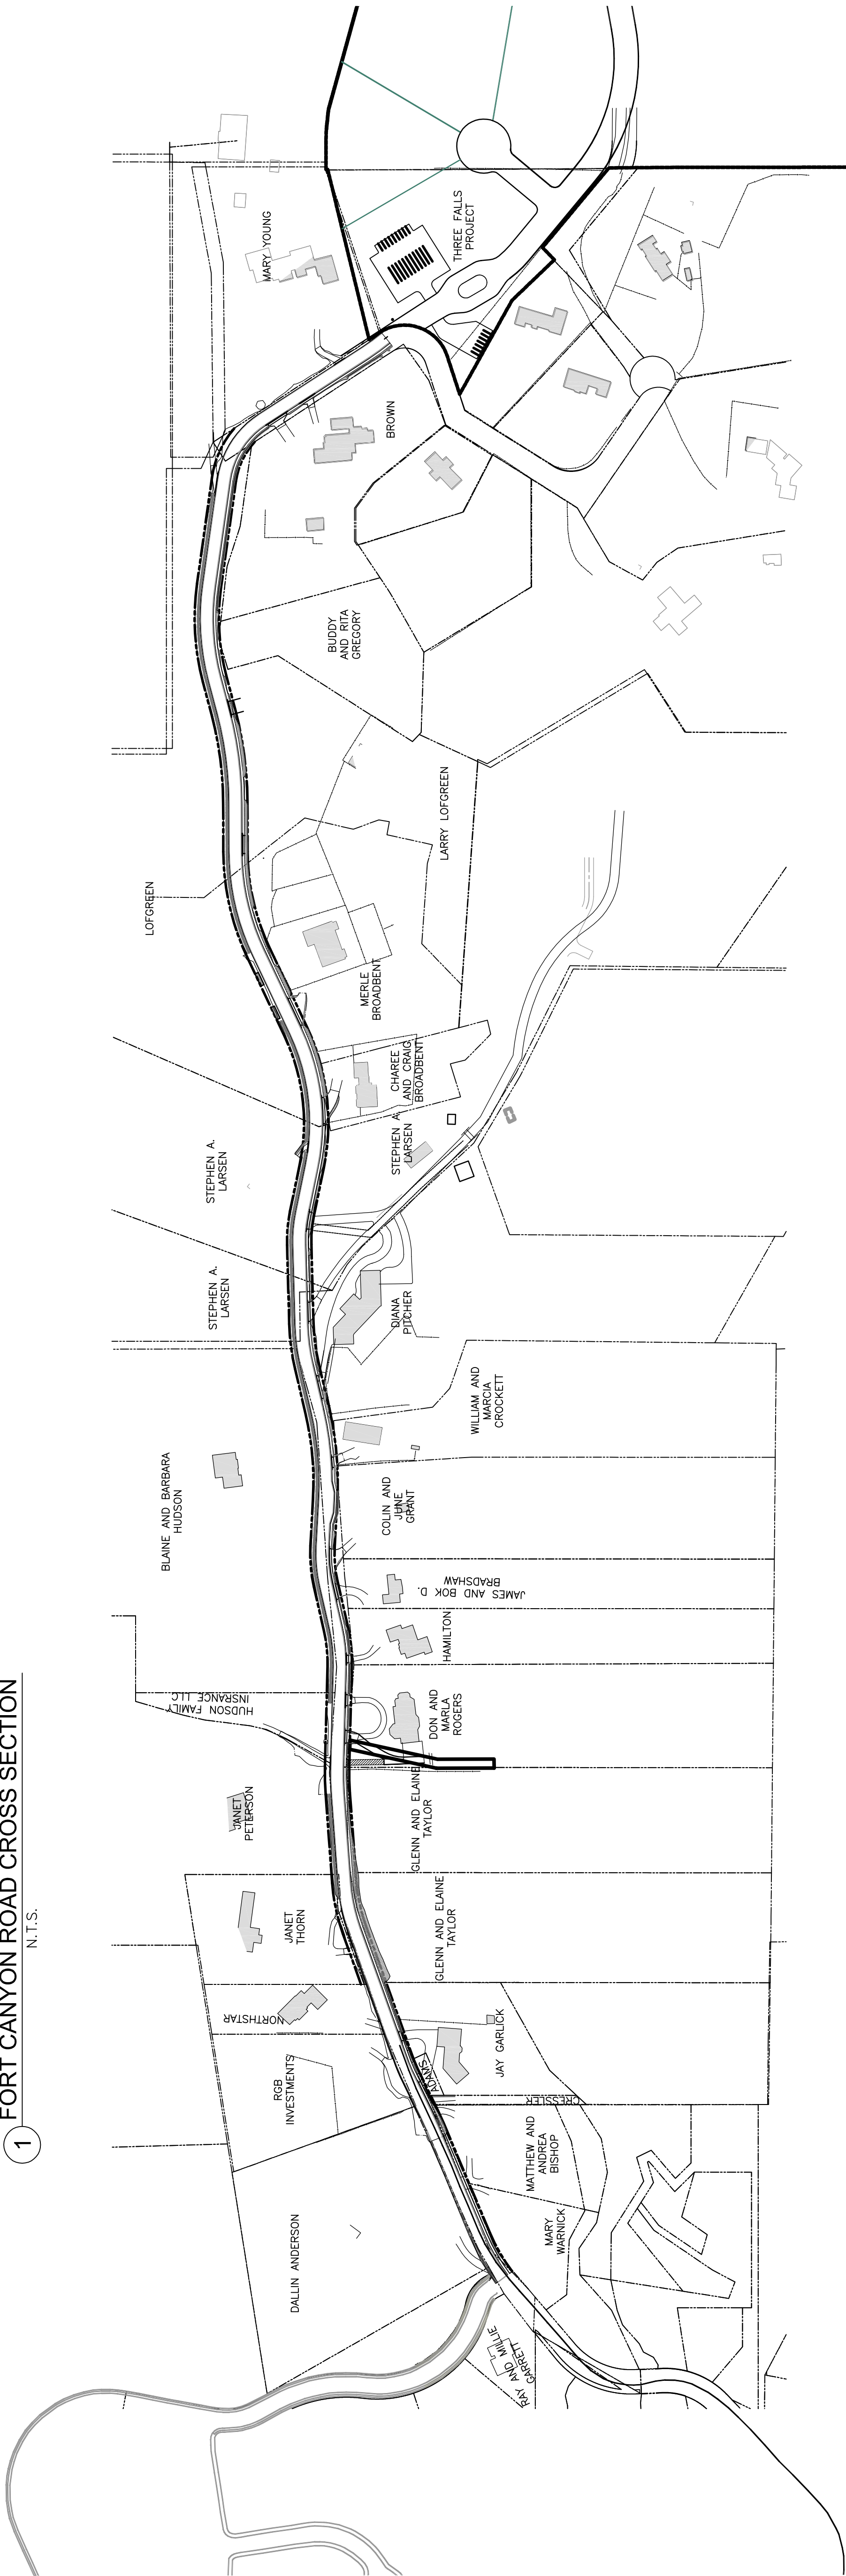 FORT CANYON ROAD CROSS SECTION
1
N.T.S.
THREE FALLS
PROJECT
MARY YOUNG
BROWN
BUDDY
AND RITA
GREGORY
LARRY LOFGREEN
LOFGREEN
MERLE
BROADBENT
CHAREE
AND CRAIG
BROADBENT
STEPHEN A.
LARSEN
STEPHEN A.
LARSEN
STEPHEN A.
LARSEN
DIANA
PITCHER
WILLIAM AND
MARCIA
CROCKETT
BLAINE AND BARBARA
HUDSON
COLIN AND
JUNE
GRANT
JAMES AND BOK D.
BRADSHAW
HAMILTON
HUDSON FAMILY
INSRANCE LLC
DON AND
MARLA
ROGERS
JANET
PETERSON
GLENN AND ELAINE
TAYLOR
JANET
THORN
GLENN AND ELAINE
TAYLOR
NORTHSTAR
JAY GARLICK
RGB
INVESTMENTS
ADAMS
CRESSLER
MATTHEW AND
ANDREA
BISHOP
MARY
WARNICK
DALLIN ANDERSON
RAY AND MILLIE
GARRETT